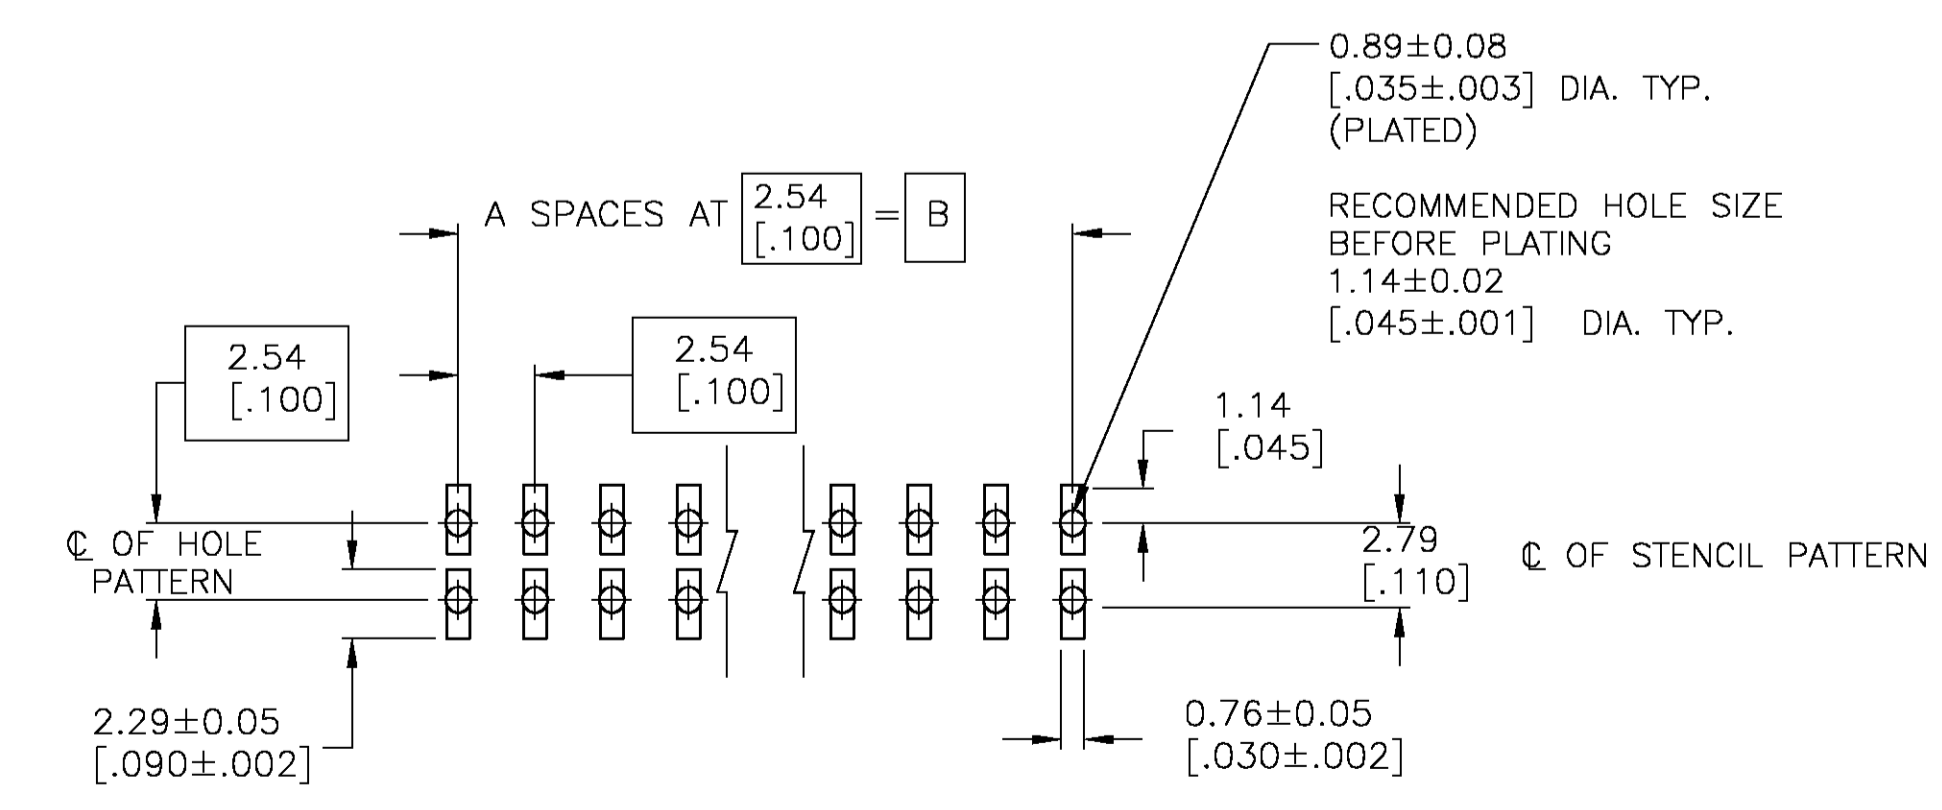 0.89±0.08
[.035±.003] DIA. TYP.
(PLATED)
RECOMMENDED HOLE SIZE
BEFORE PLATING
1.14±0.02
[.045±.001] DIA. TYP.
A SPACES AT 2.54 [.100] = B
2.54
[.100]
2.54
[.100]
1.14
[.045]
℄ OF HOLE
PATTERN
2.79
[.110]
℄ OF STENCIL PATTERN
2.29±0.05
[.090±.002]
0.76±0.05
[.030±.002]